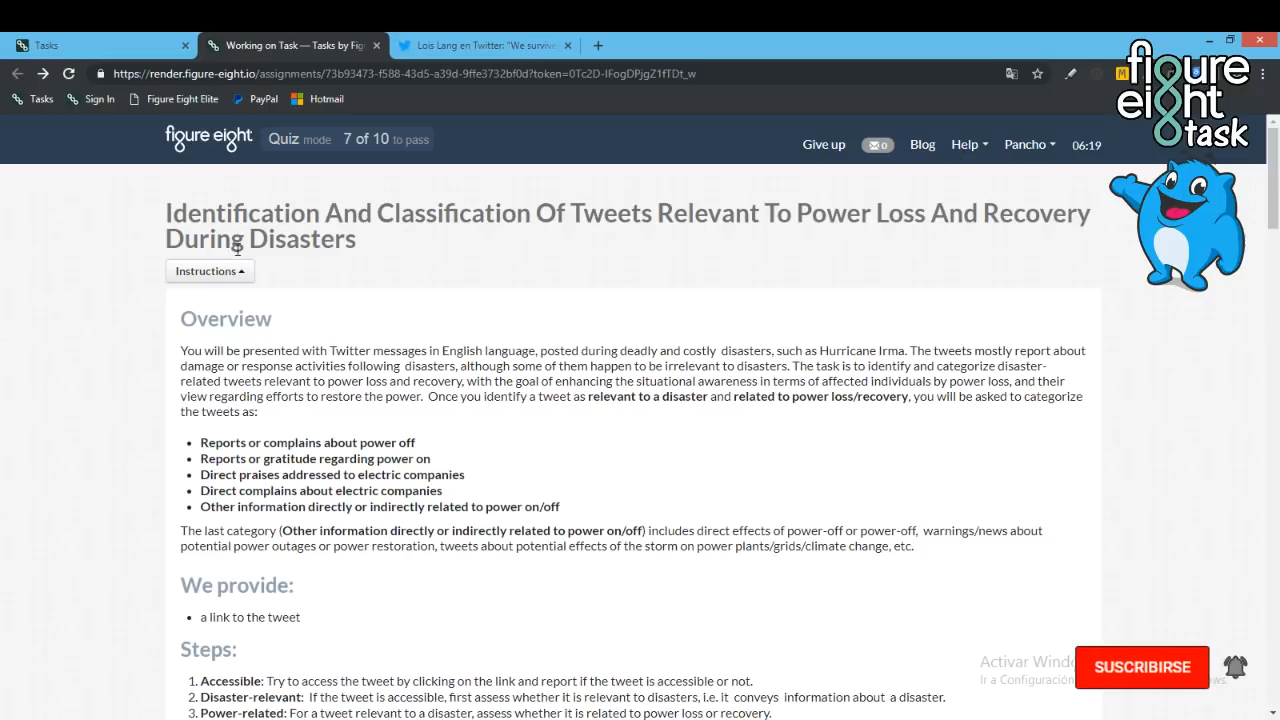 Tasks
Working on Task — Tasks by Fig
Lois Lang en Twitter: "We survive
https://render.figure-eight.io/assignments/73b93473-f588-43d5-a39d-9ffe3732bf0d?token=0Tc2D-IFogDPjgZ1fTDt_w
Tasks
Sign In
Figure Eight Elite
PayPal
Hotmail
figure
eight
task
figure eight
Quiz mode
7 of 10 to pass
Give up
0
Blog
Help
Pancho
06:19
Identification And Classification Of Tweets Relevant To Power Loss And Recovery
During Disasters
Instructions
Overview
You will be presented with Twitter messages in English language, posted during deadly and costly disasters, such as Hurricane Irma. The tweets mostly report about
damage or response activities following disasters, although some of them happen to be irrelevant to disasters. The task is to identify and categorize disaster-
related tweets relevant to power loss and recovery, with the goal of enhancing the situational awareness in terms of affected individuals by power loss, and their
view regarding efforts to restore the power. Once you identify a tweet as relevant to a disaster and related to power loss/recovery, you will be asked to categorize
the tweets as:
• Reports or complains about power off
• Reports or gratitude regarding power on
• Direct praises addressed to electric companies
• Direct complains about electric companies
• Other information directly or indirectly related to power on/off
The last category (Other information directly or indirectly related to power on/off) includes direct effects of power-off or power-off, warnings/news about
potential power outages or power restoration, tweets about potential effects of the storm on power plants/grids/climate change, etc.
We provide:
• a link to the tweet
Steps:
1. Accessible: Try to access the tweet by clicking on the link and report if the tweet is accessible or not.
2. Disaster-relevant: If the tweet is accessible, first assess whether it is relevant to disasters, i.e. it conveys information about a disaster.
3. Power-related: For a tweet relevant to a disaster, assess whether it is related to power loss or recovery.
Activar Windo
Ir a Configuración
SUSCRIBIRSE